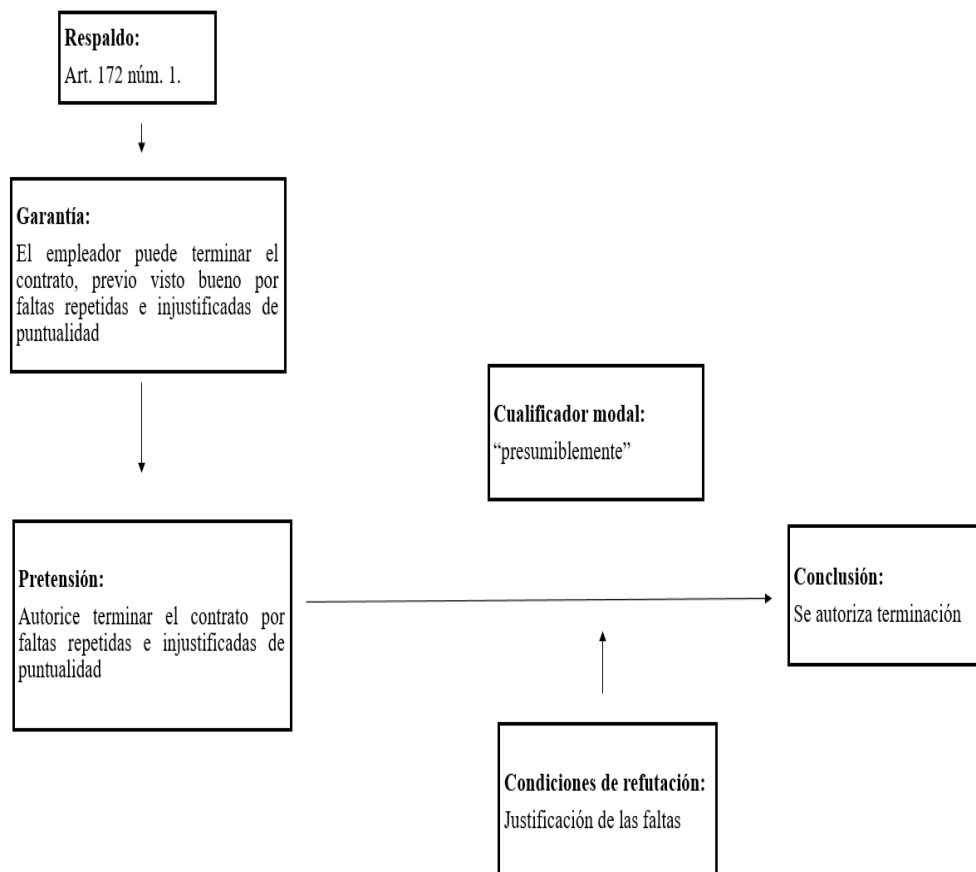 Respaldo:
Art. 172 núm. 1.
Garantía:
El empleador puede terminar el
contrato, previo visto bueno por
faltas repetidas e injustificadas de
puntualidad
Cualificador modal:
“presumiblemente”
Pretensión:
Autorice terminar el contrato por
faltas repetidas e injustificadas de
puntualidad
Conclusión:
Se autoriza terminación
Condiciones de refutación:
Justificación de las faltas